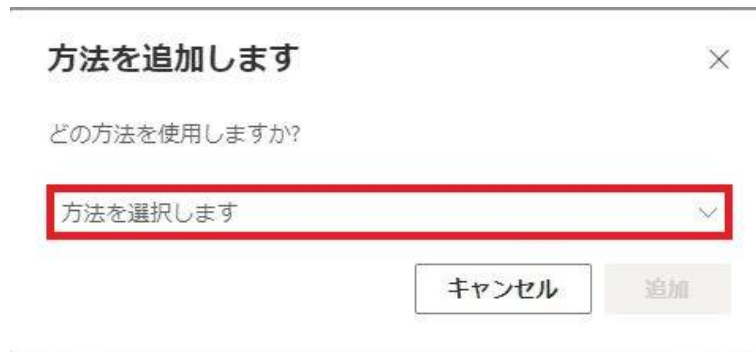 方法を追加します
どの方法を使用しますか?
方法を選択します
キャンセル
追加